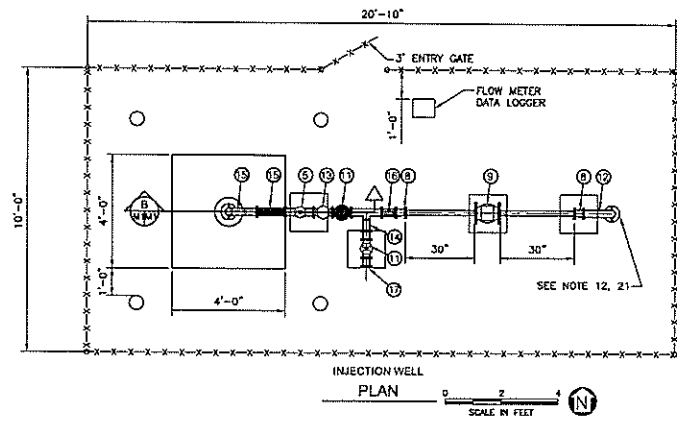 20'-10"
3' ENTRY GATE
FLOW METER
DATA LOGGER
1'-0"
10'-0"
4'-0"
1'-0"
15
15
5
13
11
16
8
9
8
12
B
14
11
17
30"
30"
SEE NOTE 12, 21
4'-0"
INJECTION WELL
PLAN
0 2 4
SCALE IN FEET
N